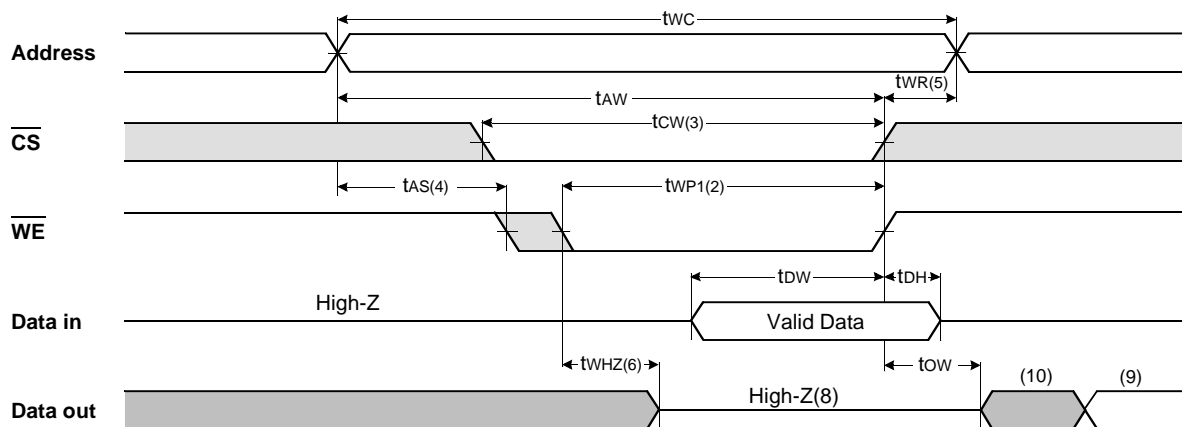 tWC
Address
tWR(5)
tAW
tCW(3)
CS
tAS(4)
tWP1(2)
WE
tDW
tDH
High-Z
Data in
Valid Data
tWHZ(6)
tOW
(10)
(9)
High-Z(8)
Data out